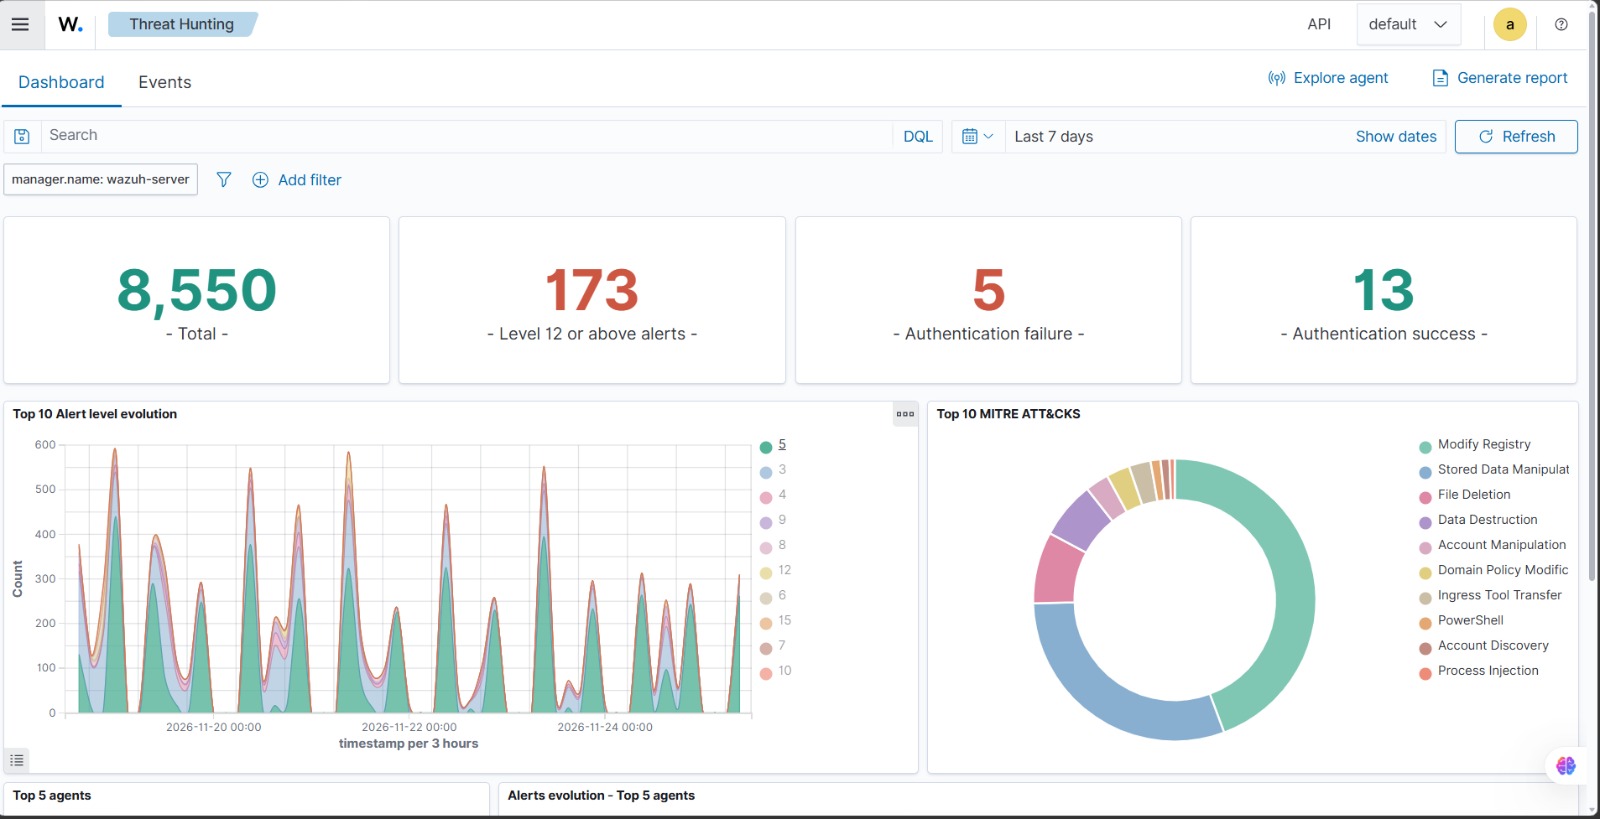 W. Threat Hunting API default a
Dashboard Events Explore agent Generate report
Search DQL Last 7 days Show dates Refresh
manager.name: wazuh-server Add filter
8,550
- Total -
173
- Level 12 or above alerts -
5
- Authentication failure -
13
- Authentication success -
Top 10 Alert level evolution
600
500
400
300
200
100
0
Count
2026-11-20 00:00 2026-11-22 00:00 2026-11-24 00:00
timestamp per 3 hours
5
3
4
9
8
12
6
15
7
10
Top 10 MITRE ATT&CKS
Modify Registry
Stored Data Manipulat
File Deletion
Data Destruction
Account Manipulation
Domain Policy Modific
Ingress Tool Transfer
PowerShell
Account Discovery
Process Injection
Top 5 agents
Alerts evolution - Top 5 agents